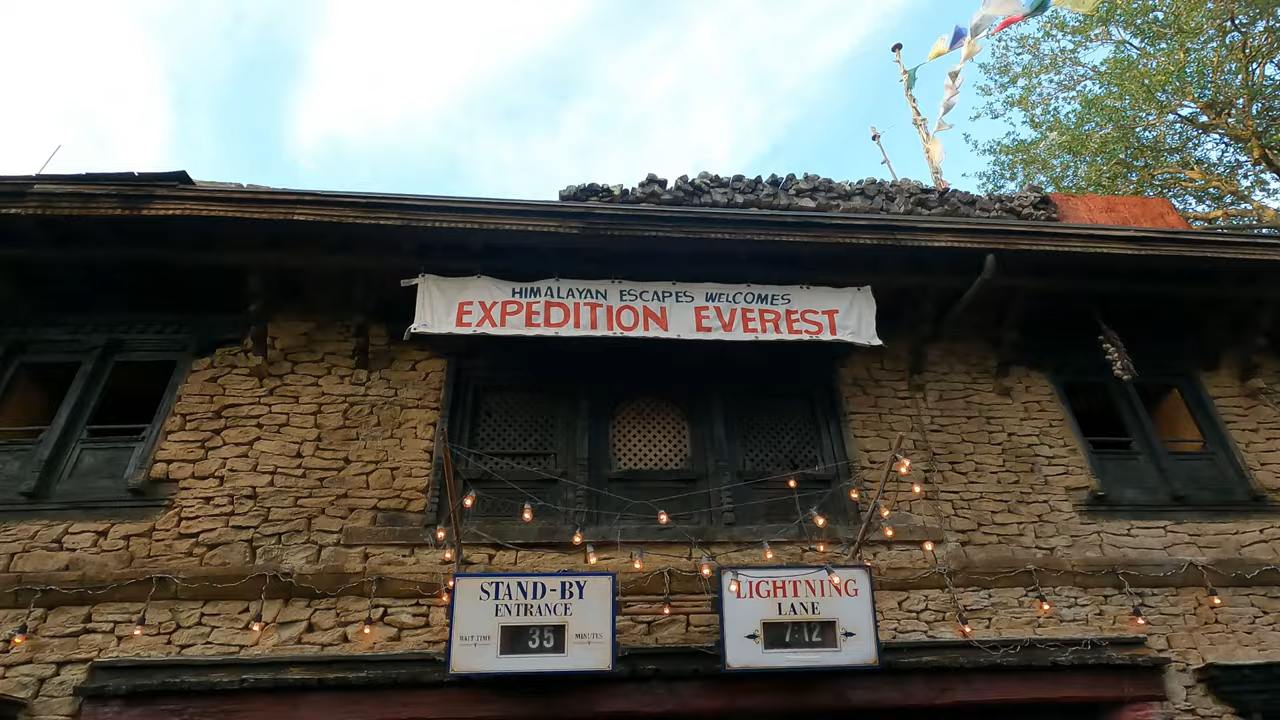 HIMALAYAN ESCAPES WELCOMES
EXPEDITION EVEREST
STAND-BY
ENTRANCE
WAIT TIME 35 MINUTES
LIGHTNING
LANE
7:12